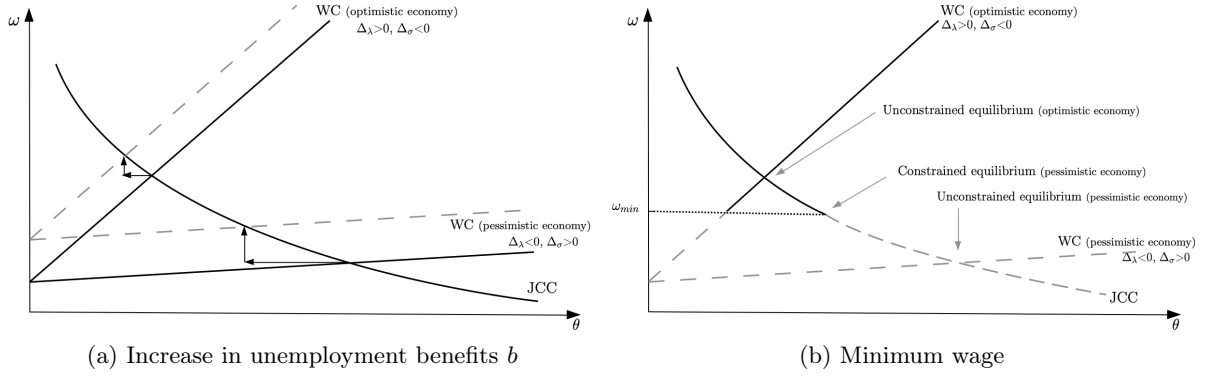 ω
WC (optimistic economy)
Δλ>0, Δσ<0
WC (pessimistic economy)
Δλ<0, Δσ>0
JCC
θ
(a) Increase in unemployment benefits b
ω
WC (optimistic economy)
Δλ>0, Δσ<0
Unconstrained equilibrium (optimistic economy)
Constrained equilibrium (pessimistic economy)
Unconstrained equilibrium (pessimistic economy)
ωmin
WC (pessimistic economy)
Δλ<0, Δσ>0
JCC
θ
(b) Minimum wage